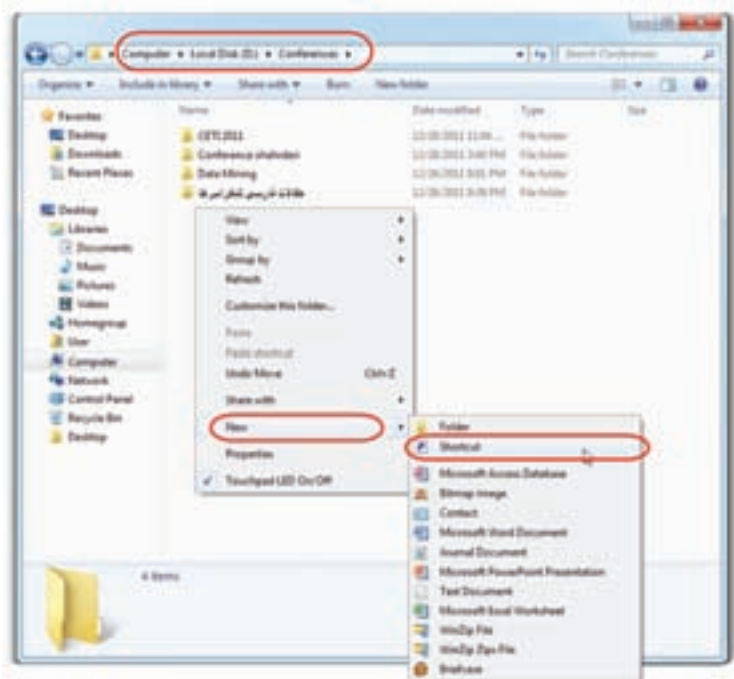 Computer ▸ Local Disk (D:) ▸ Conferences ▸
Search Conferences
Organize Include in library Share with Burn New folder
Name Date modified Type Size
Favorites
Desktop
Downloads
Recent Places
Desktop
Libraries
Documents
Music
Pictures
Videos
Homegroup
User
Computer
Network
Control Panel
Recycle Bin
Desktop
CETL2011 File folder
Conference shahndari File folder
Data Mining File folder
مقالات فارسی File folder
View
Sort by
Group by
Refresh
Customize this folder...
Paste
Paste shortcut
Undo Move Ctrl+Z
Share with
New
Properties
Touchpad LED On/Off
Folder
Shortcut
Microsoft Access Database
Bitmap image
Contact
Microsoft Word Document
Journal Document
Microsoft PowerPoint Presentation
Text Document
Microsoft Excel Worksheet
WinZip File
WinZip Zipx File
Briefcase
4 items